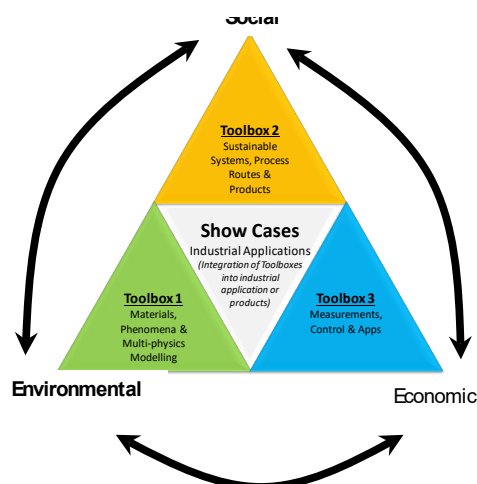 Social
Toolbox 2
Sustainable
Systems, Process
Routes &
Products
Show Cases
Industrial Applications
(Integration of Toolboxes
into industrial
application or
products)
Toolbox 1
Materials,
Phenomena &
Multi-physics
Modelling
Toolbox 3
Measurements,
Control & Apps
Environmental
Economic